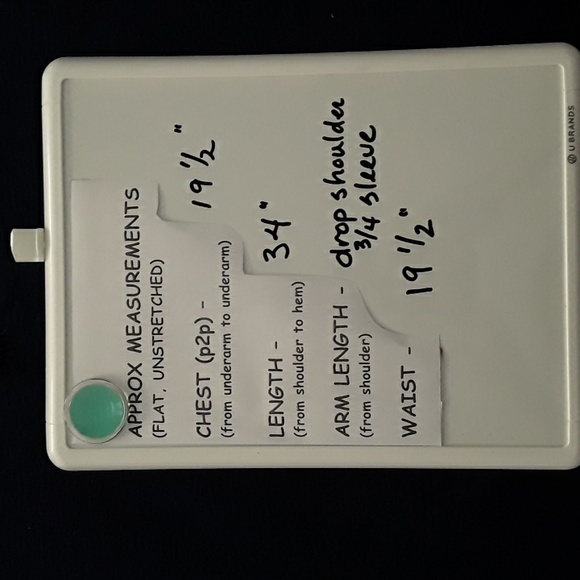 APPROX MEASUREMENTS
(FLAT, UNSTRETCHED)
CHEST (p2p) - 19 1/2"
(from underarm to underarm)
LENGTH - 34"
(from shoulder to hem)
ARM LENGTH - drop shoulder
(from shoulder) 3/4 sleeve
WAIST - 19 1/2"
U BRANDS